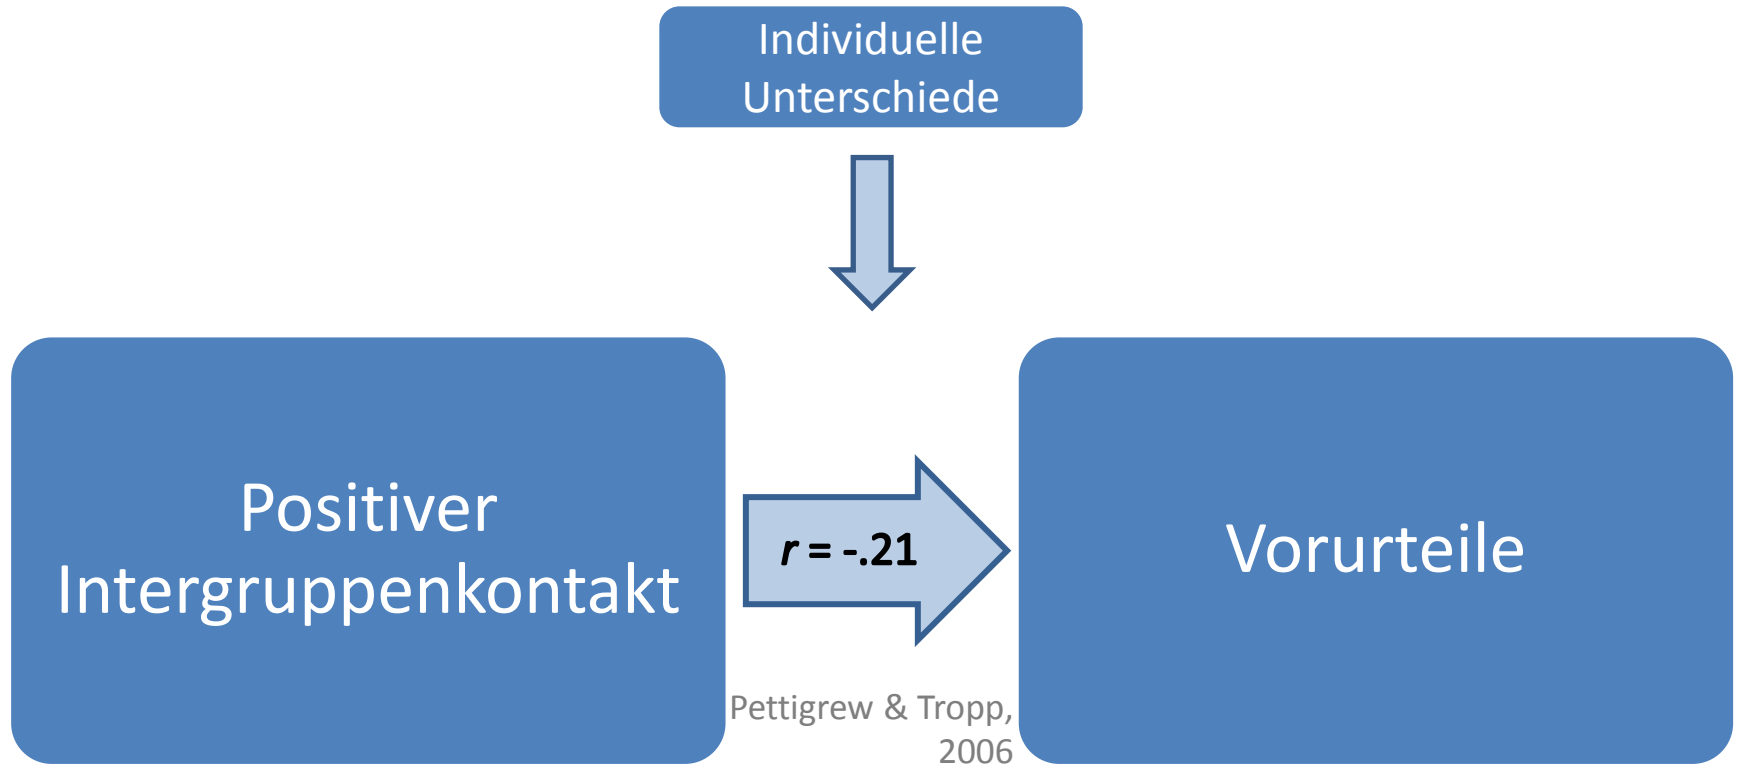 Individuelle
Unterschiede
Positiver
Intergruppenkontakt
r = -.21
Vorurteile
Pettigrew & Tropp,
2006